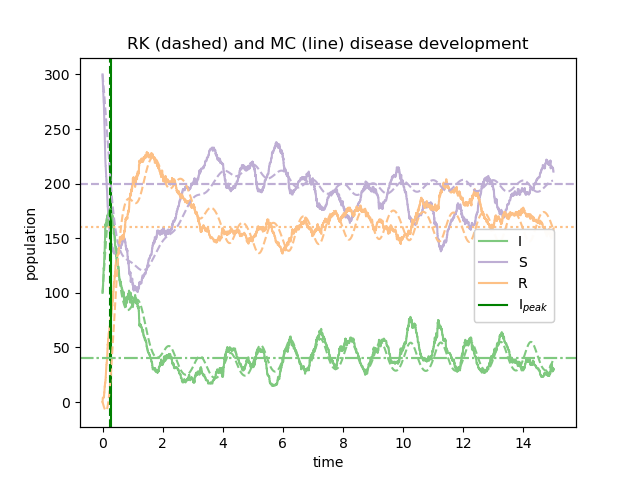 RK (dashed) and MC (line) disease development
300
250
200
150
100
50
0
population
I
S
R
I_peak
0 2 4 6 8 10 12 14
time